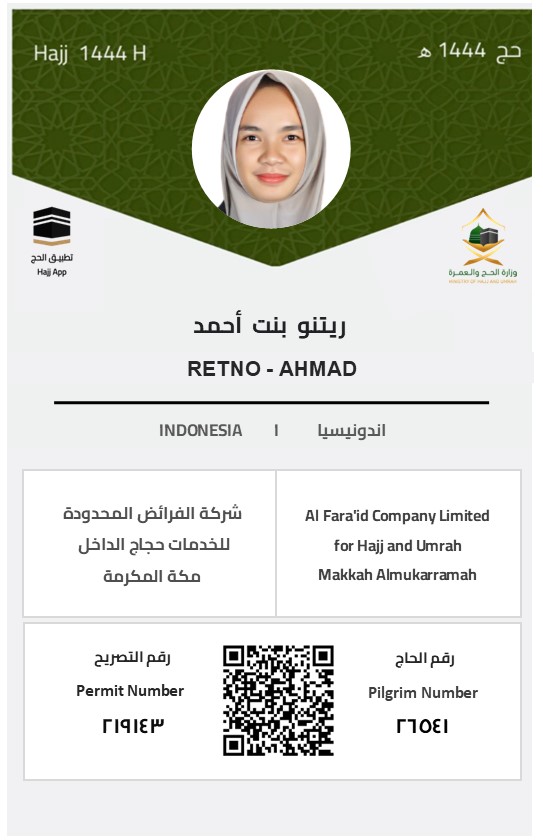 Hajj 1444 H
حج 1444 هـ
تطبيق الحج
Hajj App
وزارة الحج والعمرة
MINISTRY OF HAJJ AND UMRAH
ريتنو بنت أحمد
RETNO - AHMAD
INDONESIA | اندونيسيا
شركة الفرائض المحدودة
للخدمات حجاج الداخل
مكة المكرمة
Al Fara'id Company Limited
for Hajj and Umrah
Makkah Almukarramah
رقم التصريح
Permit Number
٢١٩١٤٣
رقم الحاج
Pilgrim Number
٢٦٥٤١